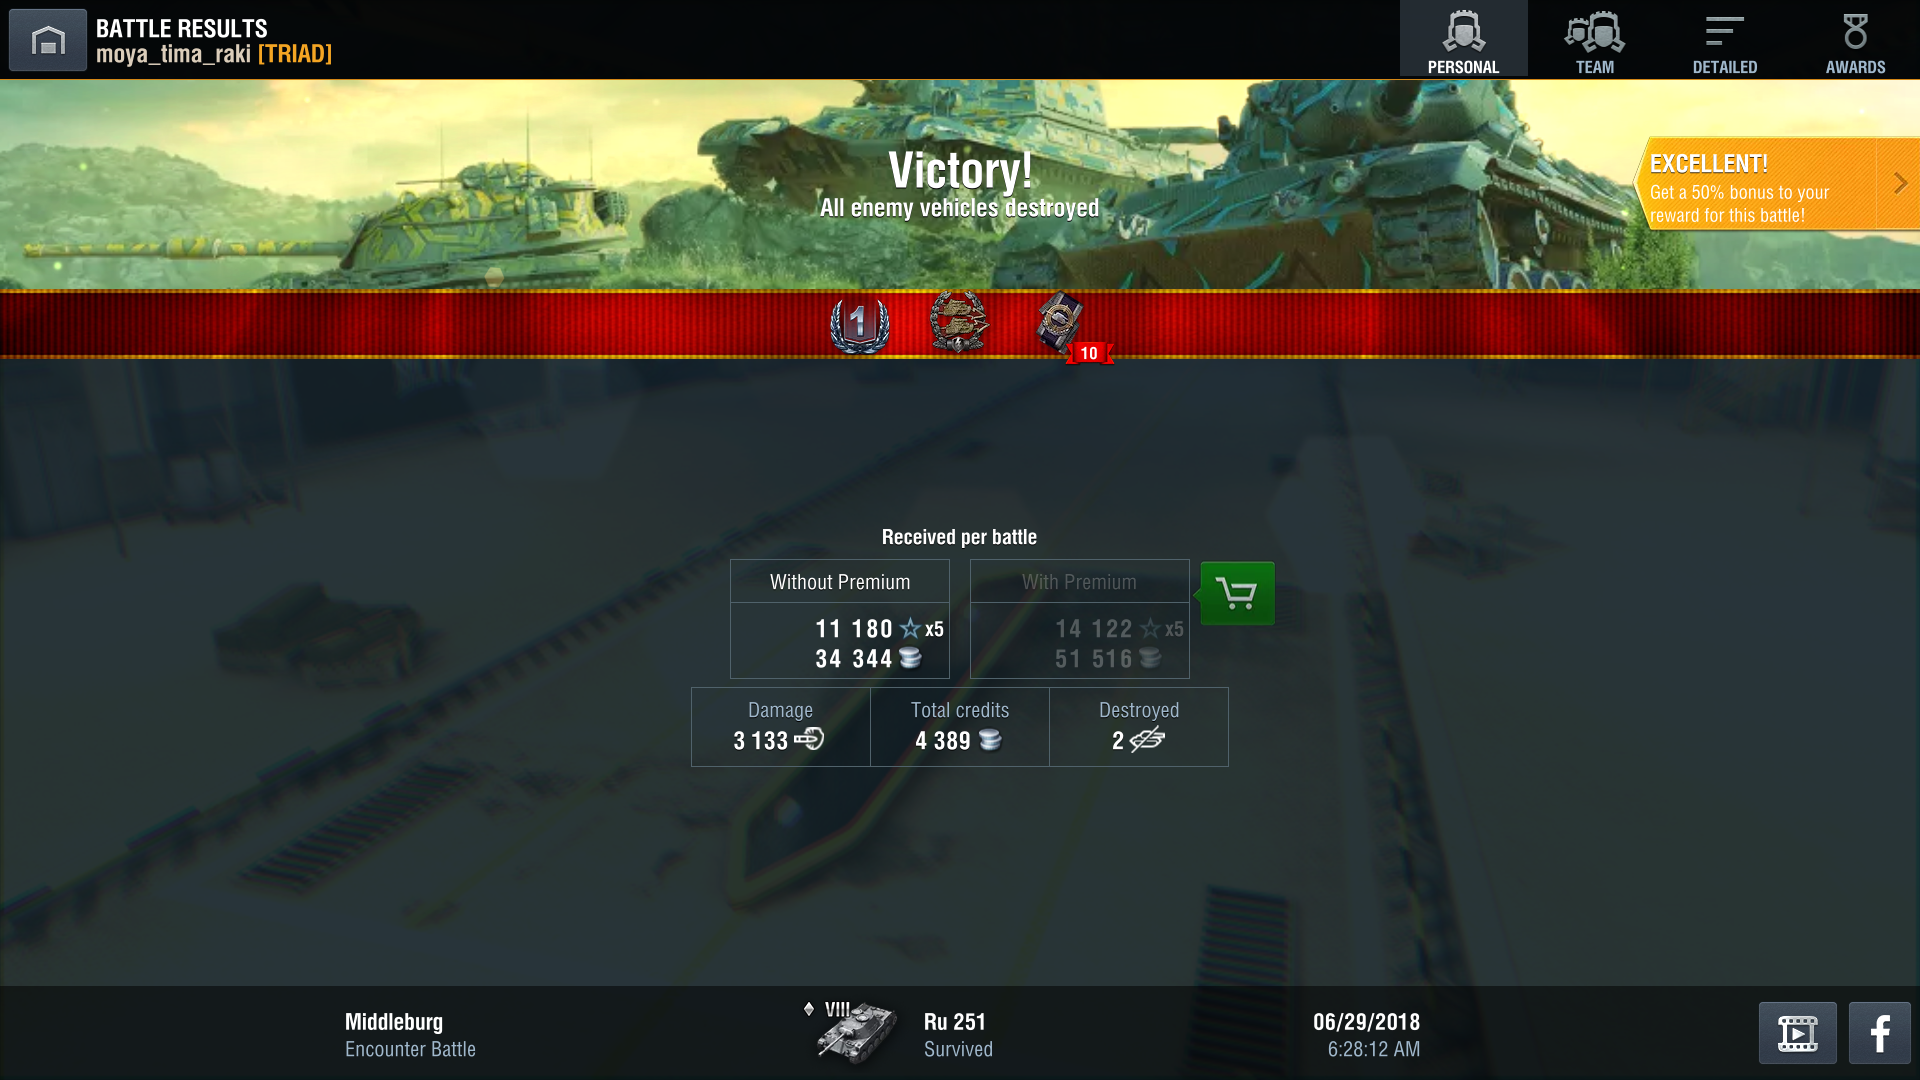 BATTLE RESULTS
moya_tima_raki [TRIAD]
PERSONAL
TEAM
DETAILED
AWARDS
Victory!
All enemy vehicles destroyed
EXCELLENT!
Get a 50% bonus to your
reward for this battle!
1
10
Received per battle
Without Premium
11 180 x5
34 344
With Premium
14 122 x5
51 516
Damage
3 133
Total credits
4 389
Destroyed
2
Middleburg
Encounter Battle
VIII
Ru 251
Survived
06/29/2018
6:28:12 AM
f